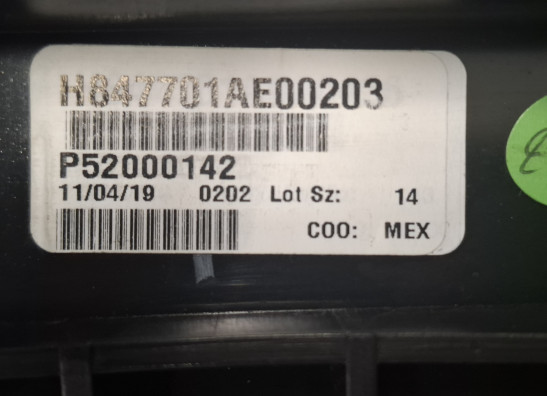 H847701AE00203
P52000142
11/04/19 0202 Lot Sz: 14
COO: MEX